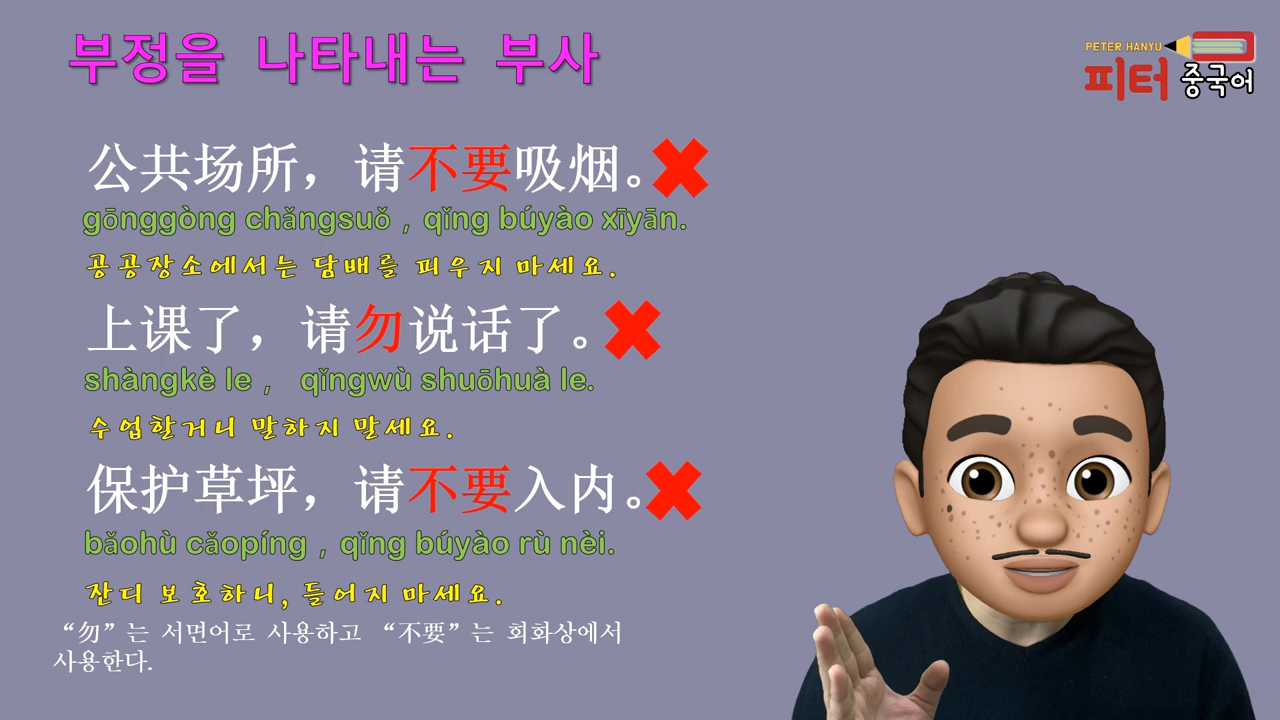 부정을 나타내는 부사
PETER HANYU
피터 중국어
公共场所，请不要吸烟。
gōnggòng chǎngsuǒ , qǐng búyào xīyān.
공공장소에서는 담배를 피우지 마세요.
上课了，请勿说话了。
shàngkè le , qǐngwù shuōhuà le.
수업할거니 말하지 말세요.
保护草坪，请不要入内。
bǎohù cǎopíng , qǐng búyào rù nèi.
잔디 보호하니, 들어지 마세요.
“勿”는 서면어로 사용하고 “不要”는 회화상에서
사용한다.